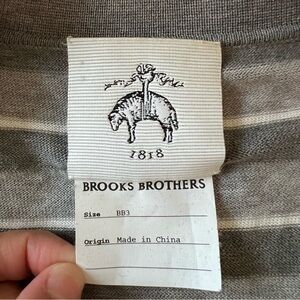 1818
BROOKS BROTHERS
Size BB3
Origin Made in China